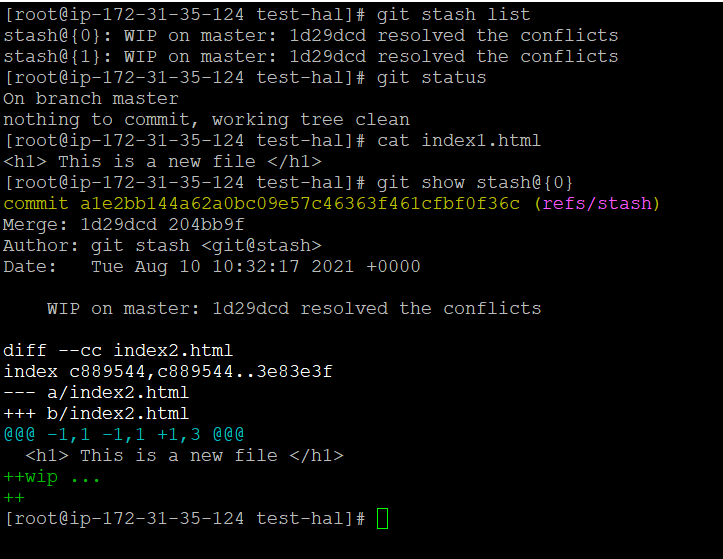 [root@ip-172-31-35-124 test-hal]# git stash list
stash@{0}: WIP on master: 1d29dcd resolved the conflicts
stash@{1}: WIP on master: 1d29dcd resolved the conflicts
[root@ip-172-31-35-124 test-hal]# git status
On branch master
nothing to commit, working tree clean
[root@ip-172-31-35-124 test-hal]# cat index1.html
<h1> This is a new file </h1>
[root@ip-172-31-35-124 test-hal]# git show stash@{0}
commit a1e2bb144a62a0bc09e57c46363f461cfbf0f36c (refs/stash)
Merge: 1d29dcd 204bb9f
Author: git stash <git@stash>
Date:   Tue Aug 10 10:32:17 2021 +0000

    WIP on master: 1d29dcd resolved the conflicts

diff --cc index2.html
index c889544,c889544..3e83e3f
--- a/index2.html
+++ b/index2.html
@@@ -1,1 -1,1 +1,3 @@@
  <h1> This is a new file </h1>
++wip ...
++
[root@ip-172-31-35-124 test-hal]#